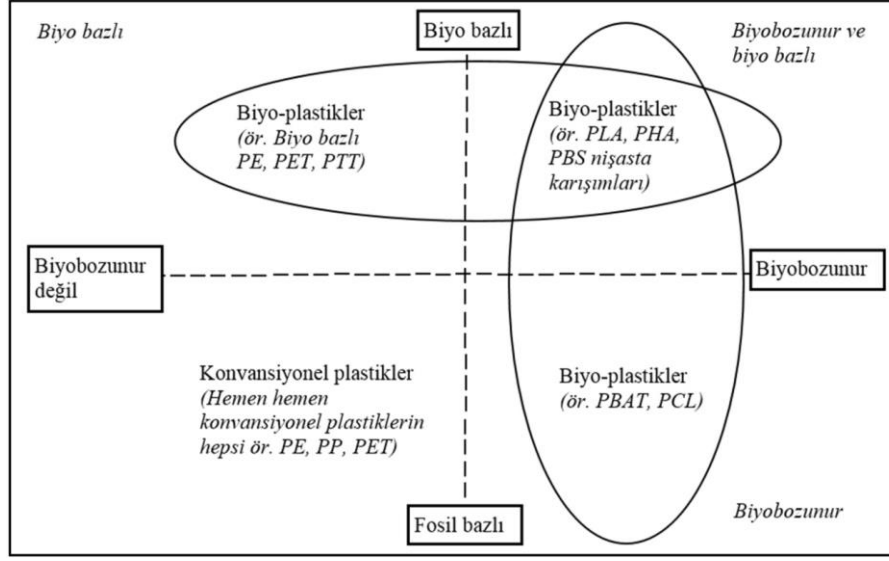 Biyo bazlı
Biyo bazlı
Biyobozunur ve
biyo bazlı
Biyo-plastikler
(ör. Biyo bazlı
PE, PET, PTT)
Biyo-plastikler
(ör. PLA, PHA,
PBS nişasta
karışımları)
Biyobozunur
değil
Biyobozunur
Konvansiyonel plastikler
(Hemen hemen
konvansiyonel plastiklerin
hepsi ör. PE, PP, PET)
Biyo-plastikler
(ör. PBAT, PCL)
Fosil bazlı
Biyobozunur